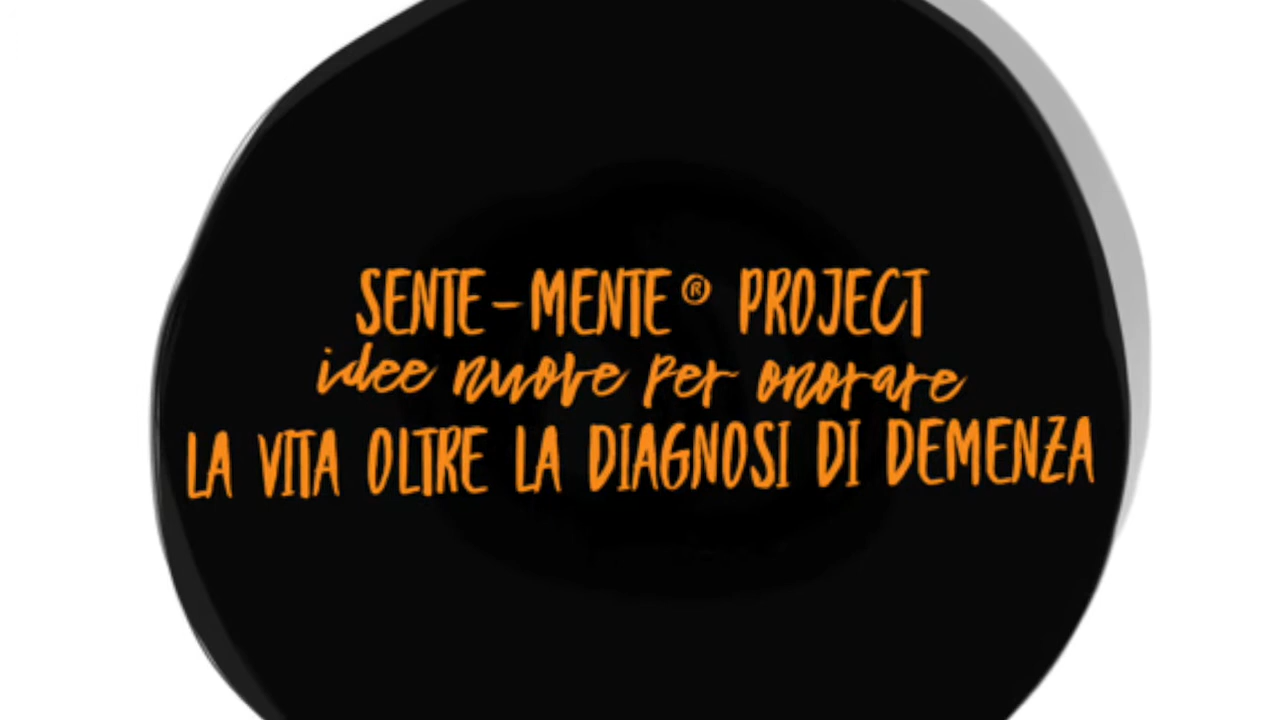 SENTE-MENTE® PROJECT
idee nuove per onorare
LA VITA OLTRE LA DIAGNOSI DI DEMENZA